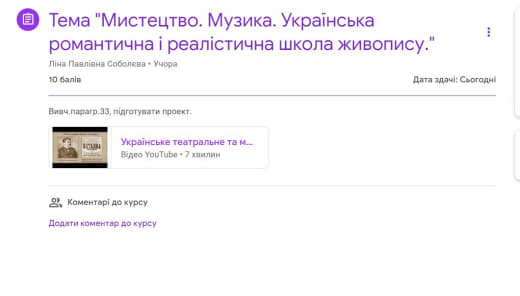 Тема "Мистецтво. Музика. Українська
романтична і реалістична школа живопису."
Ліна Павлівна Соболєва • Учора
10 балів
Дата здачі: Сьогодні
Вивч.парагр.33, підготувати проект.
Українське театральне та м...
Відео YouTube • 7 хвилин
Коментарі до курсу
Додати коментар до курсу